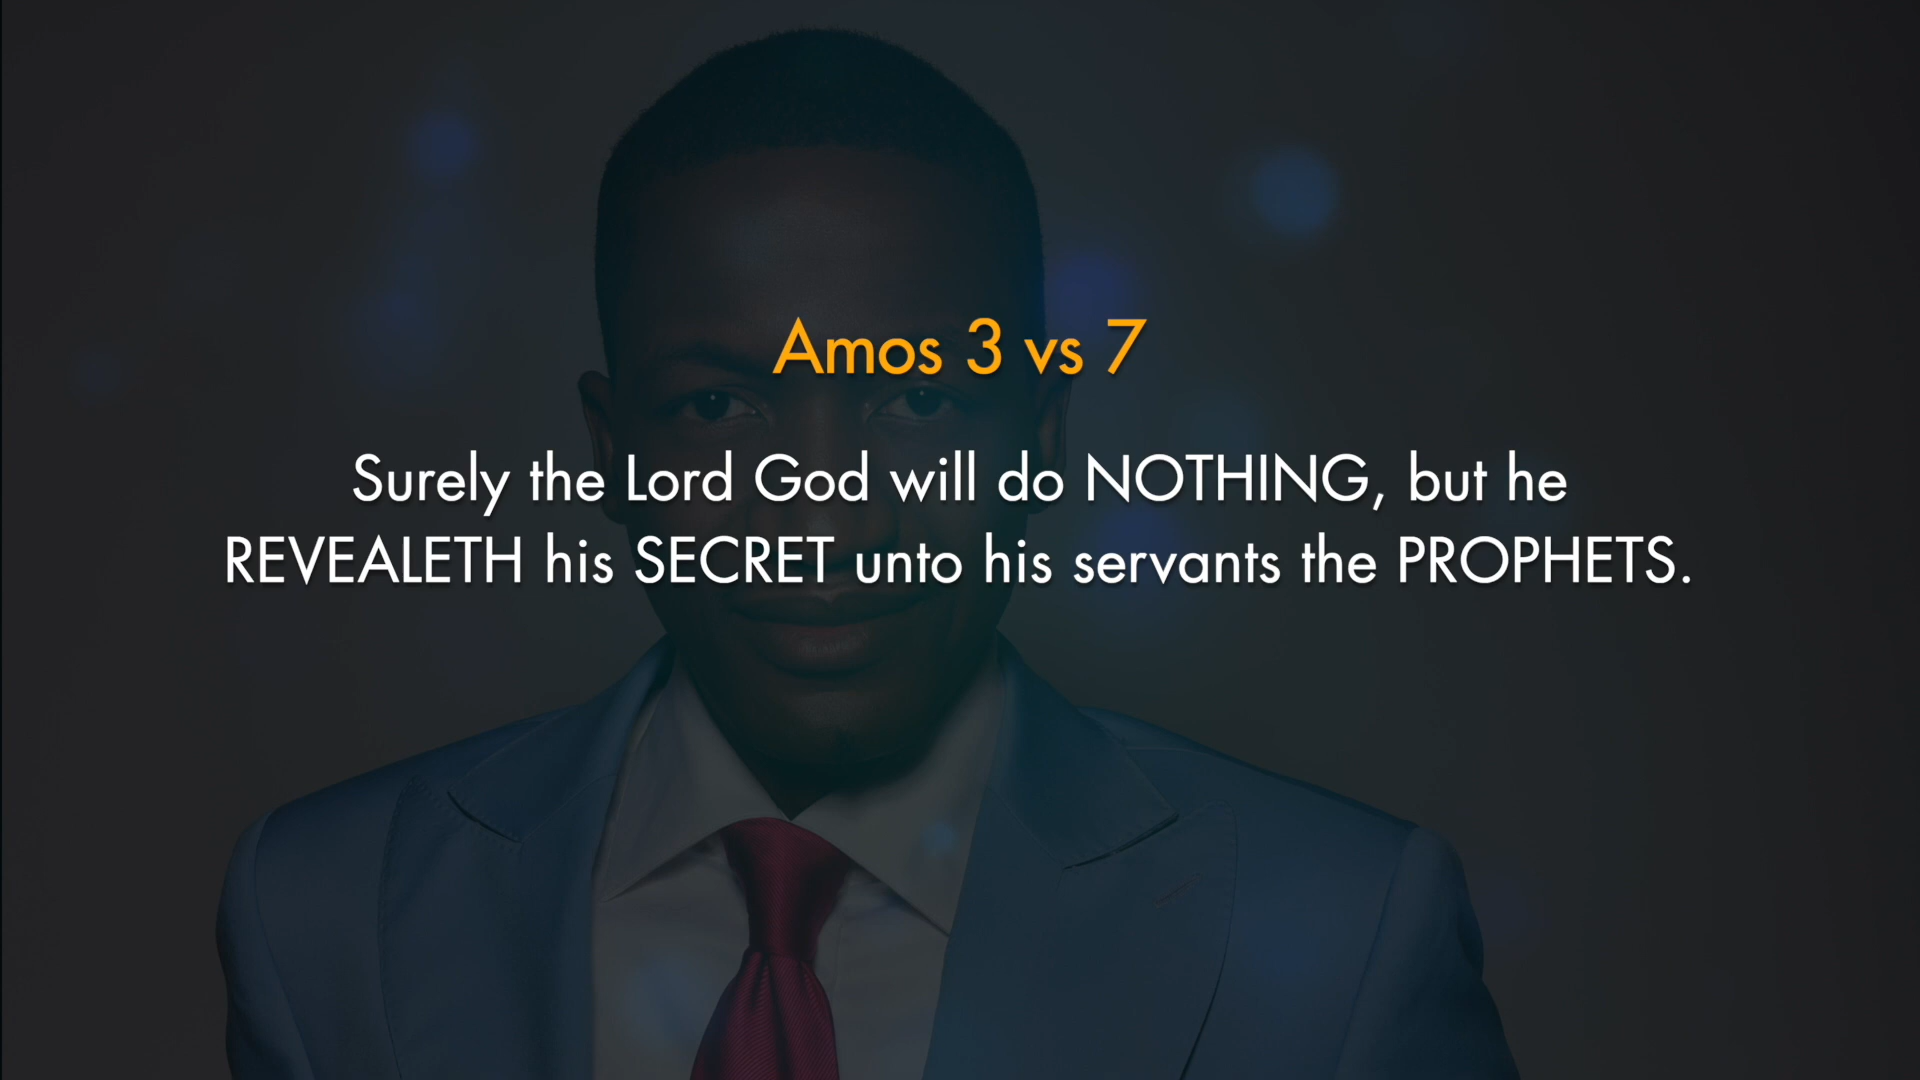 Amos 3 vs 7
Surely the Lord God will do NOTHING, but he
REVEALETH his SECRET unto his servants the PROPHETS.